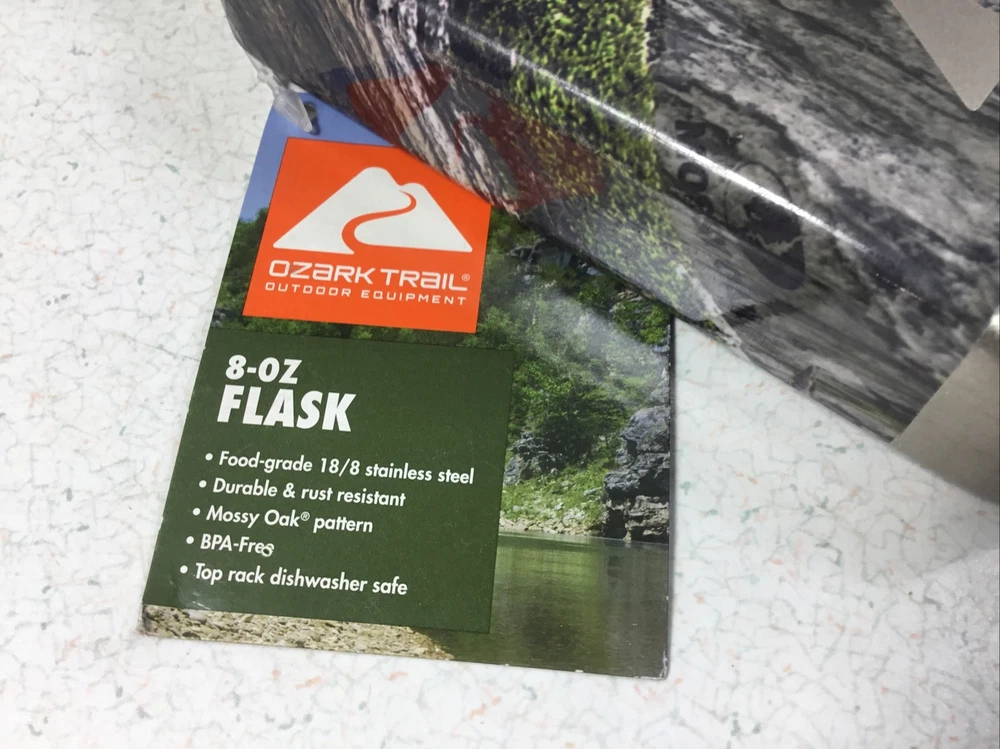 OZARK TRAIL®
OUTDOOR EQUIPMENT
8-OZ
FLASK
• Food-grade 18/8 stainless steel
• Durable & rust resistant
• Mossy Oak® pattern
• BPA-Free
• Top rack dishwasher safe